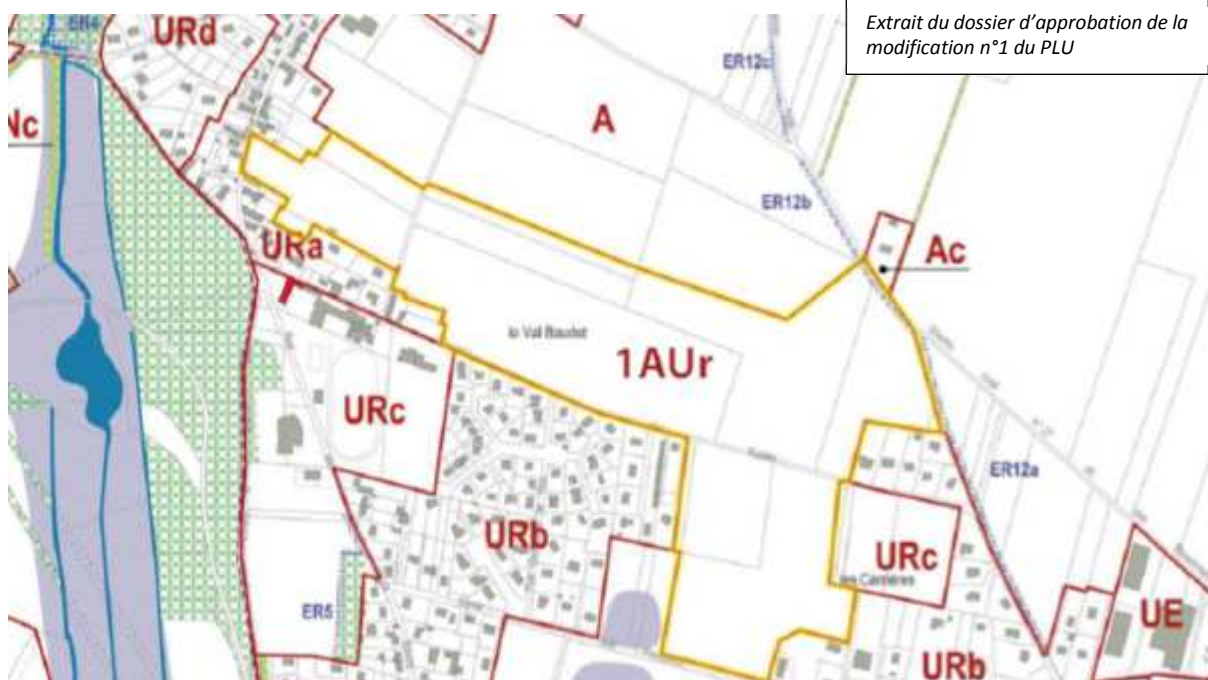 Extrait du dossier d'approbation de la
modification n°1 du PLU
ER4
URd
ER12c
Nc
A
ER12b
URa
Ac
le Val Baudet
1AUr
URc
ER12a
URb
URc
les Carrières
ER5
UE
URb